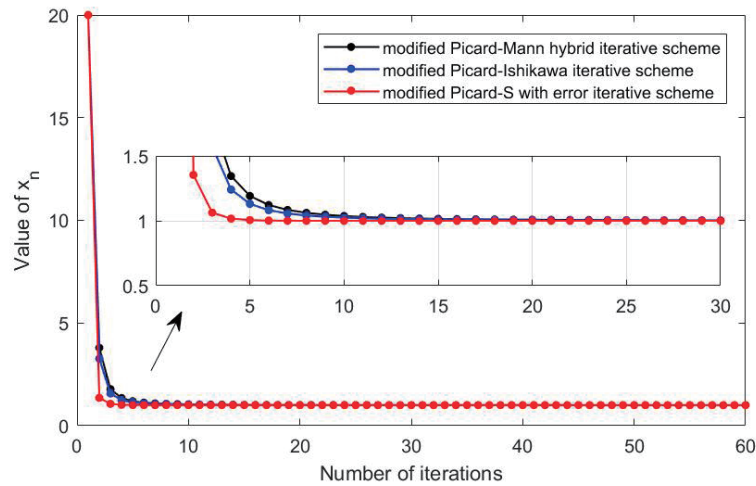 20
15
10
5
0
Value of x_n
modified Picard-Mann hybrid iterative scheme
modified Picard-Ishikawa iterative scheme
modified Picard-S with error iterative scheme
1.5
1
0.5
0 5 10 15 20 25 30
0 10 20 30 40 50 60
Number of iterations